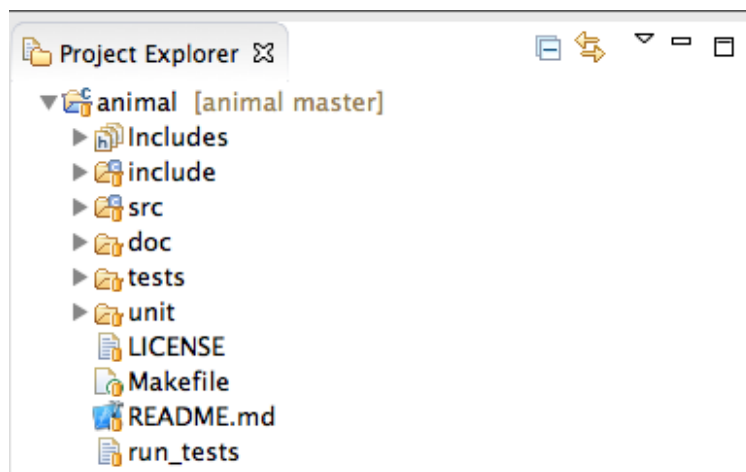 Project Explorer
animal [animal master]
Includes
include
src
doc
tests
unit
LICENSE
Makefile
README.md
run_tests